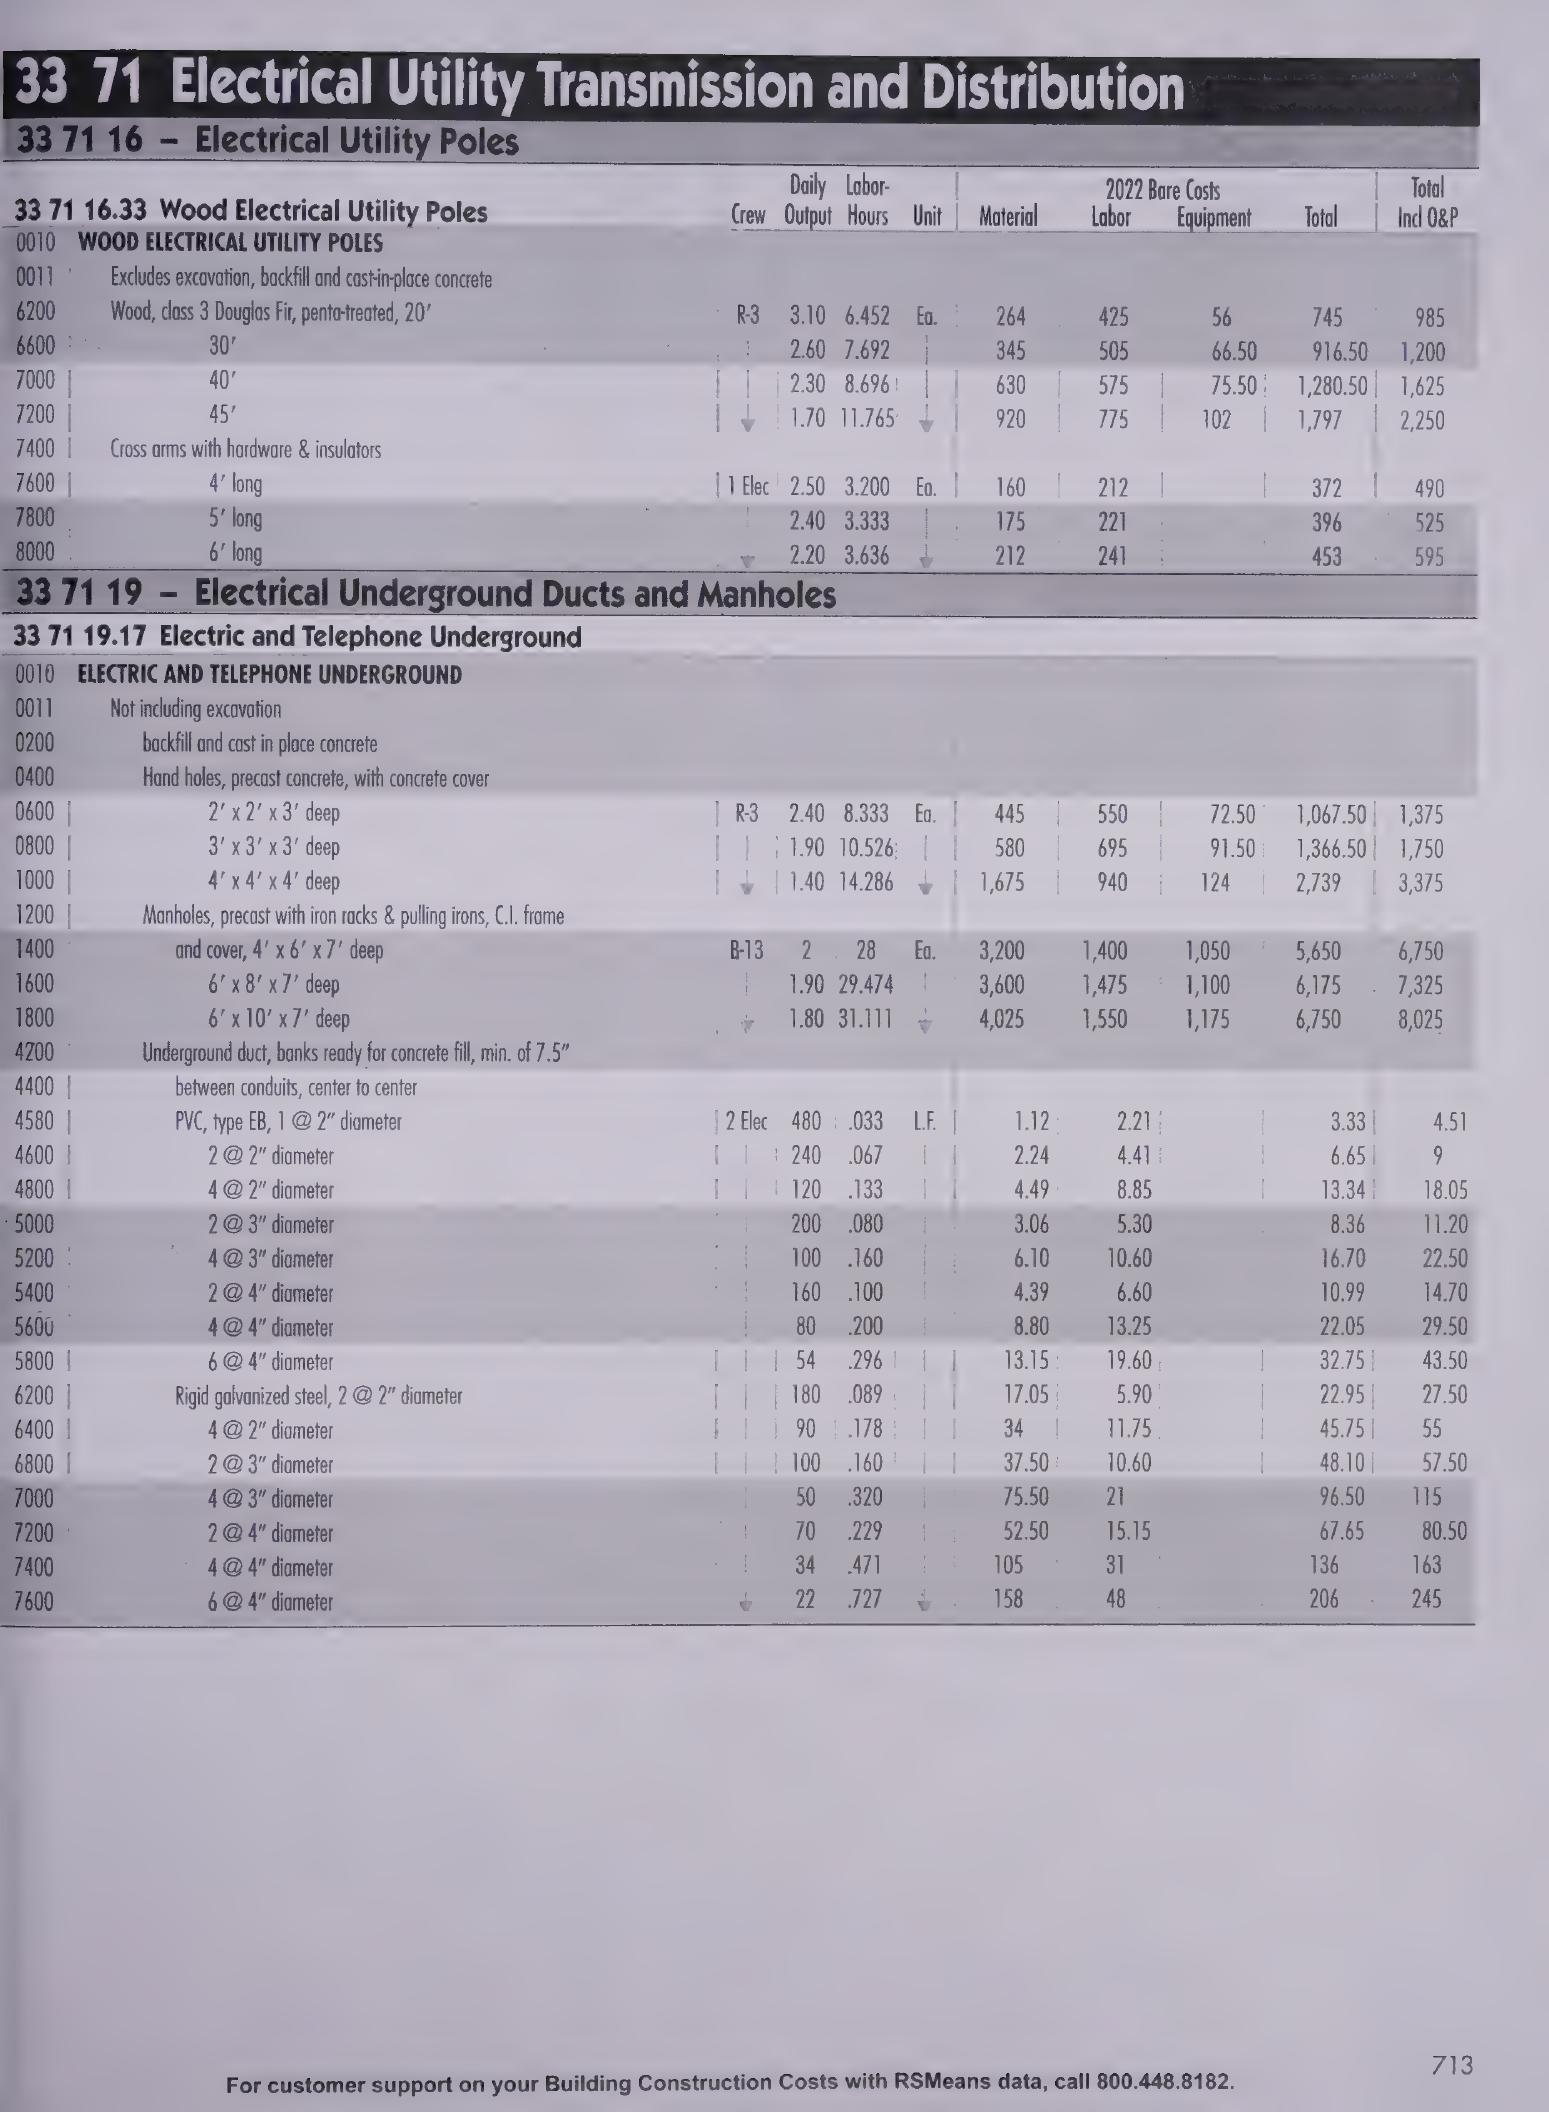 33 71 Electrical Utility Transmission and Distribution
33 71 16 – Electrical Utility Poles
Daily Labor- 2022 Bare Costs Total
33 71 16.33 Wood Electrical Utility Poles Crew Output Hours Unit Material Labor Equipment Total Incl O&P
0010 WOOD ELECTRICAL UTILITY POLES
0011 Excludes excavation, backfill and cast-in-place concrete
6200 Wood, class 3 Douglas Fir, penta-treated, 20′ R-3 3.10 6.452 Ea. 264 425 56 745 985
6600 30′ 2.60 7.692 345 505 66.50 916.50 1,200
7000 40′ 2.30 8.696 630 575 75.50 1,280.50 1,625
7200 45′ 1.70 11.765 920 775 102 1,797 2,250
7400 Cross arms with hardware & insulators
7600 4′ long 1 Elec 2.50 3.200 Ea. 160 212 372 490
7800 5′ long 2.40 3.333 175 221 396 525
8000 6′ long 2.20 3.636 212 241 453 595
33 71 19 – Electrical Underground Ducts and Manholes
33 71 19.17 Electric and Telephone Underground
0010 ELECTRIC AND TELEPHONE UNDERGROUND
0011 Not including excavation
0200 backfill and cast in place concrete
0400 Hand holes, precast concrete, with concrete cover
0600 2′ x 2′ x 3′ deep R-3 2.40 8.333 Ea. 445 550 72.50 1,067.50 1,375
0800 3′ x 3′ x 3′ deep 1.90 10.526 580 695 91.50 1,366.50 1,750
1000 4′ x 4′ x 4′ deep 1.40 14.286 1,675 940 124 2,739 3,375
1200 Manholes, precast with iron racks & pulling irons, C.I. frame
1400 and cover, 4′ x 6′ x 7′ deep B-13 2 28 Ea. 3,200 1,400 1,050 5,650 6,750
1600 6′ x 8′ x 7′ deep 1.90 29.474 3,600 1,475 1,100 6,175 7,325
1800 6′ x 10′ x 7′ deep 1.80 31.111 4,025 1,550 1,175 6,750 8,025
4200 Underground duct, banks ready for concrete fill, min. of 7.5″
4400 between conduits, center to center
4580 PVC, type EB, 1 @ 2″ diameter 2 Elec 480 .033 L.F. 1.12 2.21 3.33 4.51
4600 2 @ 2″ diameter 240 .067 2.24 4.41 6.65 9
4800 4 @ 2″ diameter 120 .133 4.49 8.85 13.34 18.05
5000 2 @ 3″ diameter 200 .080 3.06 5.30 8.36 11.20
5200 4 @ 3″ diameter 100 .160 6.10 10.60 16.70 22.50
5400 2 @ 4″ diameter 160 .100 4.39 6.60 10.99 14.70
5600 4 @ 4″ diameter 80 .200 8.80 13.25 22.05 29.50
5800 6 @ 4″ diameter 54 .296 13.15 19.60 32.75 43.50
6200 Rigid galvanized steel, 2 @ 2″ diameter 180 .089 17.05 5.90 22.95 27.50
6400 4 @ 2″ diameter 90 .178 34 11.75 45.75 55
6800 2 @ 3″ diameter 100 .160 37.50 10.60 48.10 57.50
7000 4 @ 3″ diameter 50 .320 75.50 21 96.50 115
7200 2 @ 4″ diameter 70 .229 52.50 15.15 67.65 80.50
7400 4 @ 4″ diameter 34 .471 105 31 136 163
7600 6 @ 4″ diameter 22 .727 158 48 206 245
For customer support on your Building Construction Costs with RSMeans data, call 800.448.8182.
713